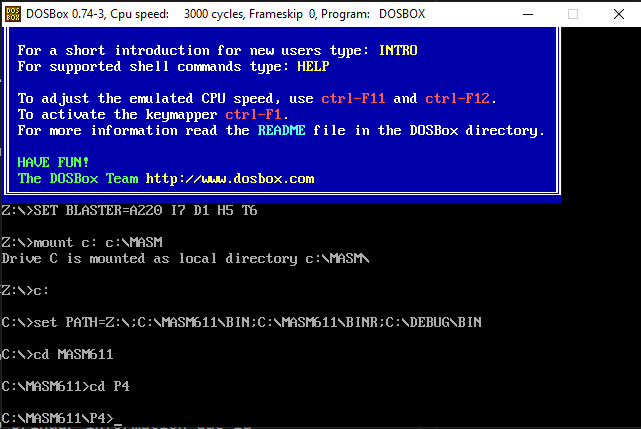 DOSBox 0.74-3, Cpu speed:    3000 cycles, Frameskip  0, Program:   DOSBOX
For a short introduction for new users type: INTRO
For supported shell commands type: HELP
To adjust the emulated CPU speed, use ctrl-F11 and ctrl-F12.
To activate the keymapper ctrl-F1.
For more information read the README file in the DOSBox directory.
HAVE FUN!
The DOSBox Team http://www.dosbox.com
Z:\>SET BLASTER=A220 I7 D1 H5 T6
Z:\>mount c: c:\MASM
Drive C is mounted as local directory c:\MASM\
Z:\>c:
C:\>set PATH=Z:\;C:\MASM611\BIN;C:\MASM611\BINR;C:\DEBUG\BIN
C:\>cd MASM611
C:\MASM611>cd P4
C:\MASM611\P4>_